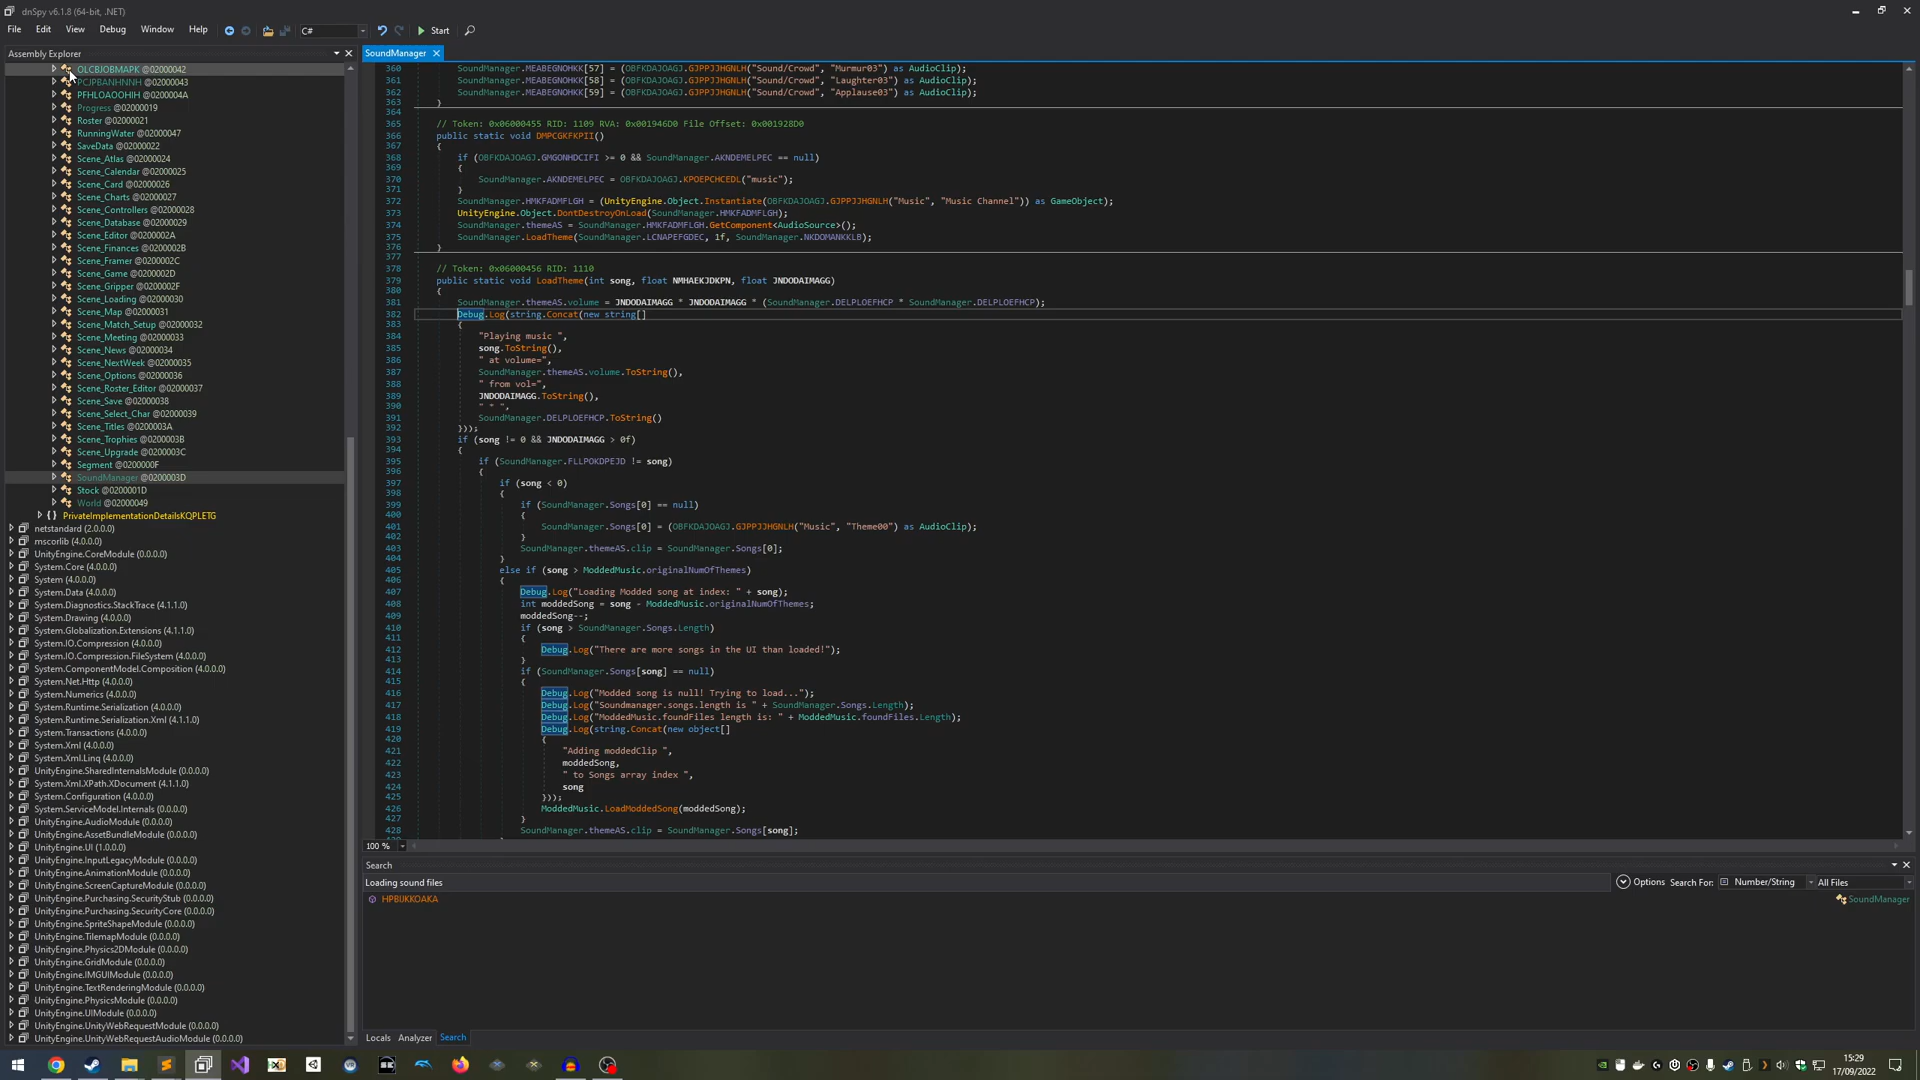 dnSpy v6.1.8 (64-bit, .NET)
File Edit View Debug Window Help C# Start
Assembly Explorer
OLCBJOBMAPK @02000042
PCJPBANHNNH @02000043
PFHLOAOOHIH @0200004A
Progress @02000019
Roster @02000021
RunningWater @02000047
SaveData @02000022
Scene_Atlas @02000024
Scene_Calendar @02000025
Scene_Card @02000026
Scene_Charts @02000027
Scene_Controllers @02000028
Scene_Database @02000029
Scene_Editor @0200002A
Scene_Finances @0200002B
Scene_Framer @0200002C
Scene_Game @0200002D
Scene_Gripper @0200002F
Scene_Loading @02000030
Scene_Map @02000031
Scene_Match_Setup @02000032
Scene_Meeting @02000033
Scene_News @02000034
Scene_NextWeek @02000035
Scene_Options @02000036
Scene_Roster_Editor @02000037
Scene_Save @02000038
Scene_Select_Char @02000039
Scene_Titles @0200003A
Scene_Trophies @0200003B
Scene_Upgrade @0200003C
Segment @0200000F
SoundManager @0200003D
Stock @0200001D
World @02000049
{ } PrivateImplementationDetailsKQPLETG
netstandard (2.0.0.0)
mscorlib (4.0.0.0)
UnityEngine.CoreModule (0.0.0.0)
System.Core (4.0.0.0)
System (4.0.0.0)
System.Data (4.0.0.0)
System.Diagnostics.StackTrace (4.1.1.0)
System.Drawing (4.0.0.0)
System.Globalization.Extensions (4.1.1.0)
System.IO.Compression (4.0.0.0)
System.IO.Compression.FileSystem (4.0.0.0)
System.ComponentModel.Composition (4.0.0.0)
System.Net.Http (4.0.0.0)
System.Numerics (4.0.0.0)
System.Runtime.Serialization (4.0.0.0)
System.Runtime.Serialization.Xml (4.1.1.0)
System.Transactions (4.0.0.0)
System.Xml (4.0.0.0)
System.Xml.Linq (4.0.0.0)
UnityEngine.SharedInternalsModule (0.0.0.0)
System.Xml.XPath.XDocument (4.1.1.0)
System.Configuration (4.0.0.0)
System.ServiceModel.Internals (4.0.0.0)
UnityEngine.AudioModule (0.0.0.0)
UnityEngine.AssetBundleModule (0.0.0.0)
UnityEngine.UI (1.0.0.0)
UnityEngine.InputLegacyModule (0.0.0.0)
UnityEngine.AnimationModule (0.0.0.0)
UnityEngine.ScreenCaptureModule (0.0.0.0)
UnityEngine.Purchasing.SecurityStub (0.0.0.0)
UnityEngine.Purchasing.SecurityCore (0.0.0.0)
UnityEngine.SpriteShapeModule (0.0.0.0)
UnityEngine.TilemapModule (0.0.0.0)
UnityEngine.Physics2DModule (0.0.0.0)
UnityEngine.GridModule (0.0.0.0)
UnityEngine.IMGUIModule (0.0.0.0)
UnityEngine.TextRenderingModule (0.0.0.0)
UnityEngine.PhysicsModule (0.0.0.0)
UnityEngine.UIModule (0.0.0.0)
UnityEngine.UnityWebRequestModule (0.0.0.0)
UnityEngine.UnityWebRequestAudioModule (0.0.0.0)
SoundManager
360 SoundManager.MEABEGNOHKK[57] = (OBFKDAJOAGJ.GJPPJJHGNLH("Sound/Crowd", "Murmur03") as AudioClip);
361 SoundManager.MEABEGNOHKK[58] = (OBFKDAJOAGJ.GJPPJJHGNLH("Sound/Crowd", "Laughter03") as AudioClip);
362 SoundManager.MEABEGNOHKK[59] = (OBFKDAJOAGJ.GJPPJJHGNLH("Sound/Crowd", "Applause03") as AudioClip);
363 }
364
365 // Token: 0x06000455 RID: 1109 RVA: 0x001946D0 File Offset: 0x001928D0
366 public static void DMPCGKFKPII()
367 {
368 if (OBFKDAJOAGJ.GMGONHDCIFI >= 0 && SoundManager.AKNDEMELPEC == null)
369 {
370 SoundManager.AKNDEMELPEC = OBFKDAJOAGJ.KPOEPCHCEDL("music");
371 }
372 SoundManager.HMKFADMFLGH = (UnityEngine.Object.Instantiate(OBFKDAJOAGJ.GJPPJJHGNLH("Music", "Music Channel")) as GameObject);
373 UnityEngine.Object.DontDestroyOnLoad(SoundManager.HMKFADMFLGH);
374 SoundManager.themeAS = SoundManager.HMKFADMFLGH.GetComponent<AudioSource>();
375 SoundManager.LoadTheme(SoundManager.LCNAPEFGDEC, 1f, SoundManager.NKDOMANKKLB);
376 }
377
378 // Token: 0x06000456 RID: 1110
379 public static void LoadTheme(int song, float NMHAEKJDKPN, float JNDODAIMAGG)
380 {
381 SoundManager.themeAS.volume = JNDODAIMAGG * JNDODAIMAGG * (SoundManager.DELPLOEFHCP * SoundManager.DELPLOEFHCP);
382 Debug.Log(string.Concat(new string[]
383 {
384 "Playing music ",
385 song.ToString(),
386 " at volume=",
387 SoundManager.themeAS.volume.ToString(),
388 " from vol=",
389 JNDODAIMAGG.ToString(),
390 " * ",
391 SoundManager.DELPLOEFHCP.ToString()
392 }));
393 if (song != 0 && JNDODAIMAGG > 0f)
394 {
395 if (SoundManager.FLLPOKDPEJD != song)
396 {
397 if (song < 0)
398 {
399 if (SoundManager.Songs[0] == null)
400 {
401 SoundManager.Songs[0] = (OBFKDAJOAGJ.GJPPJJHGNLH("Music", "Theme00") as AudioClip);
402 }
403 SoundManager.themeAS.clip = SoundManager.Songs[0];
404 }
405 else if (song > ModdedMusic.originalNumOfThemes)
406 {
407 Debug.Log("Loading Modded song at index: " + song);
408 int moddedSong = song - ModdedMusic.originalNumOfThemes;
409 moddedSong--;
410 if (song > SoundManager.Songs.Length)
411 {
412 Debug.Log("There are more songs in the UI than loaded!");
413 }
414 if (SoundManager.Songs[song] == null)
415 {
416 Debug.Log("Modded song is null! Trying to load...");
417 Debug.Log("Soundmanager.songs.length is " + SoundManager.Songs.Length);
418 Debug.Log("ModdedMusic.foundFiles length is: " + ModdedMusic.foundFiles.Length);
419 Debug.Log(string.Concat(new object[]
420 {
421 "Adding moddedClip ",
422 moddedSong,
423 " to Songs array index ",
424 song
425 }));
426 ModdedMusic.LoadModdedSong(moddedSong);
427 }
428 SoundManager.themeAS.clip = SoundManager.Songs[song];
100 %
Search
Loading sound files Options Search For: Number/String All Files
HPBIJKKOAKA SoundManager
Locals Analyzer Search
15:29
17/09/2022